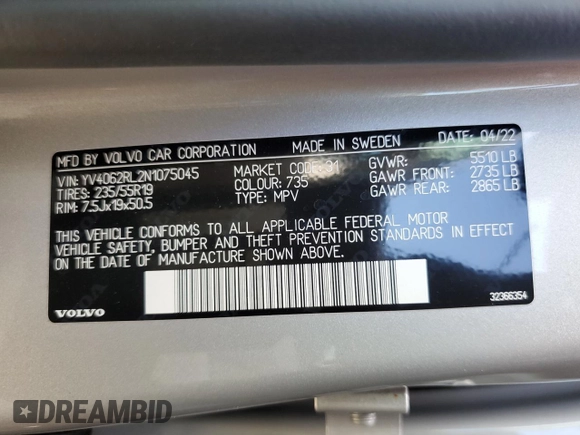 MFD BY VOLVO CAR CORPORATION MADE IN SWEDEN DATE: 04/22
VIN: YV4062RL2N1075045 MARKET CODE: 31 GVWR: 5510 LB
TIRES: 235/55R19 COLOUR: 735 GAWR FRONT: 2735 LB
RIM: 7.5Jx19x50.5 TYPE: MPV GAWR REAR: 2865 LB
THIS VEHICLE CONFORMS TO ALL APPLICABLE FEDERAL MOTOR
VEHICLE SAFETY, BUMPER AND THEFT PREVENTION STANDARDS IN EFFECT
ON THE DATE OF MANUFACTURE SHOWN ABOVE.
VOLVO 32366354
DREAMBID